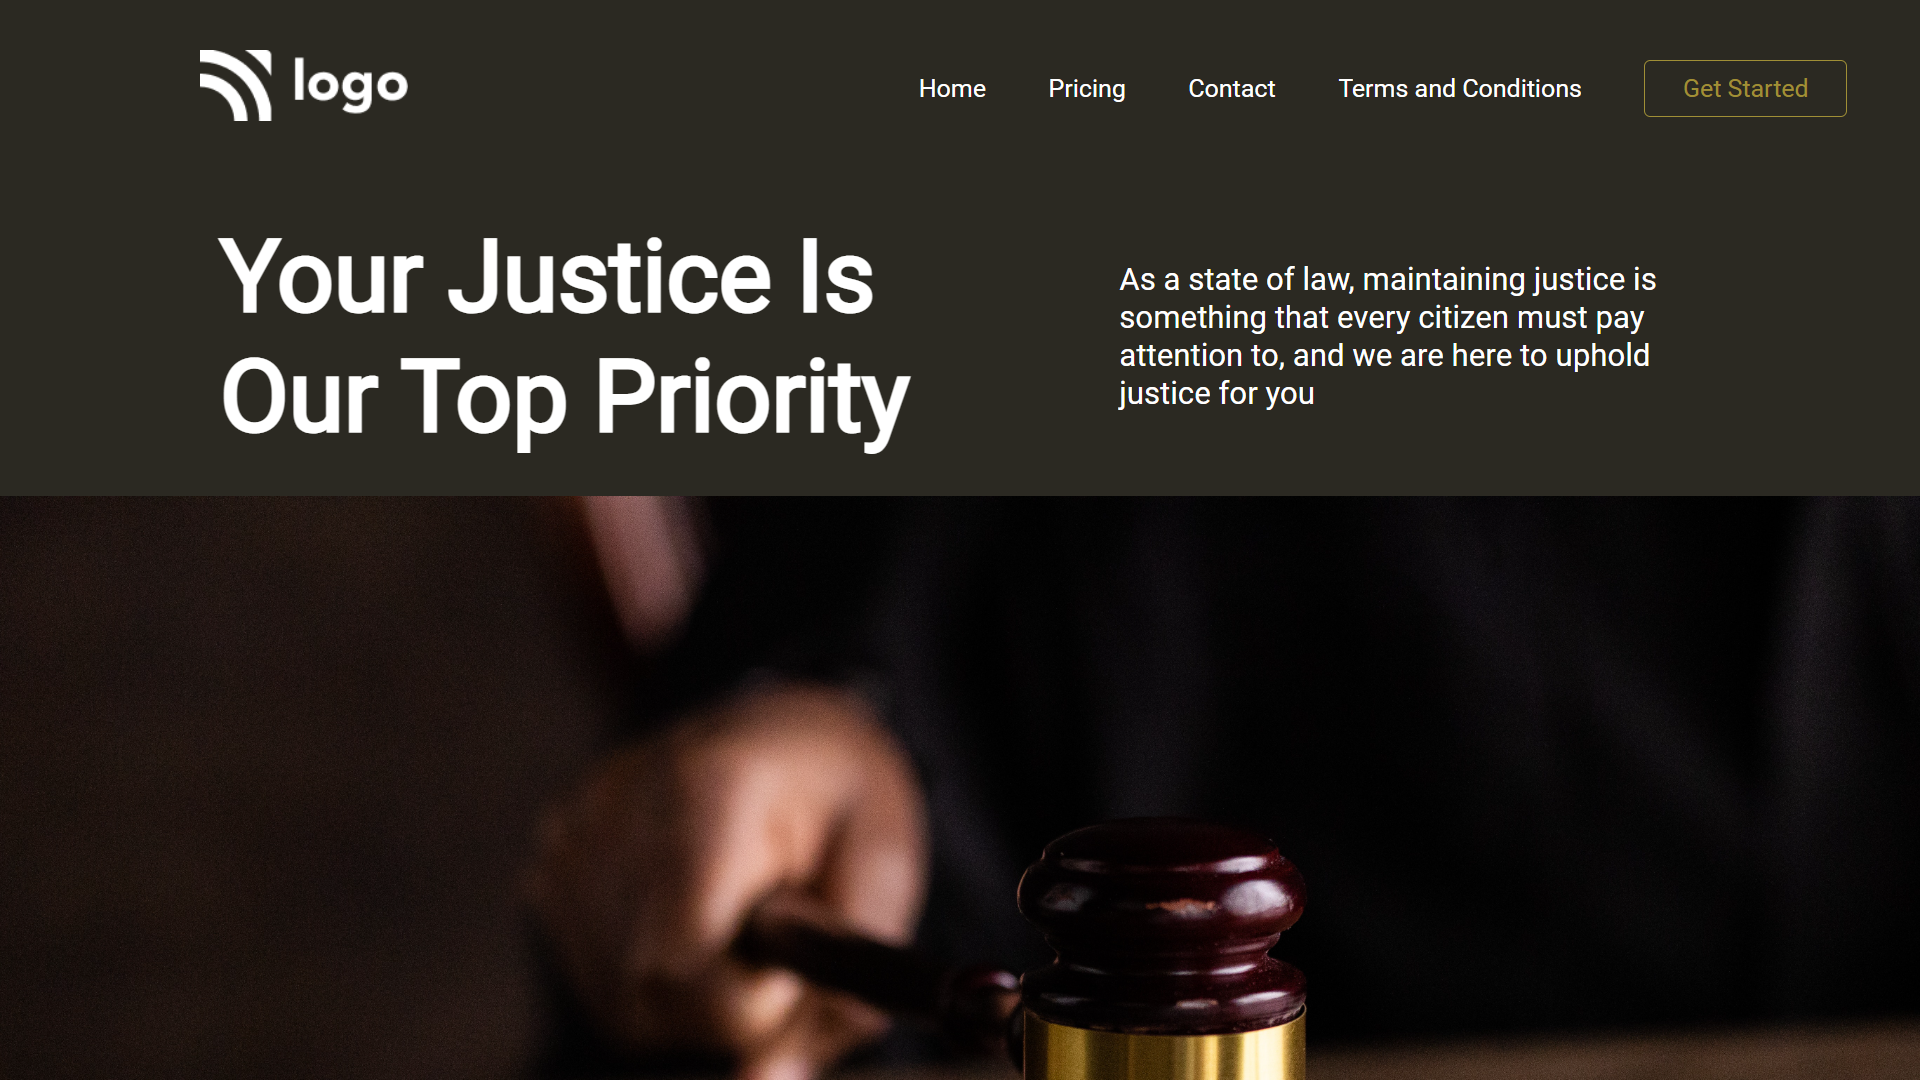 logo
Home Pricing Contact Terms and Conditions Get Started
Your Justice Is
Our Top Priority
As a state of law, maintaining justice is
something that every citizen must pay
attention to, and we are here to uphold
justice for you